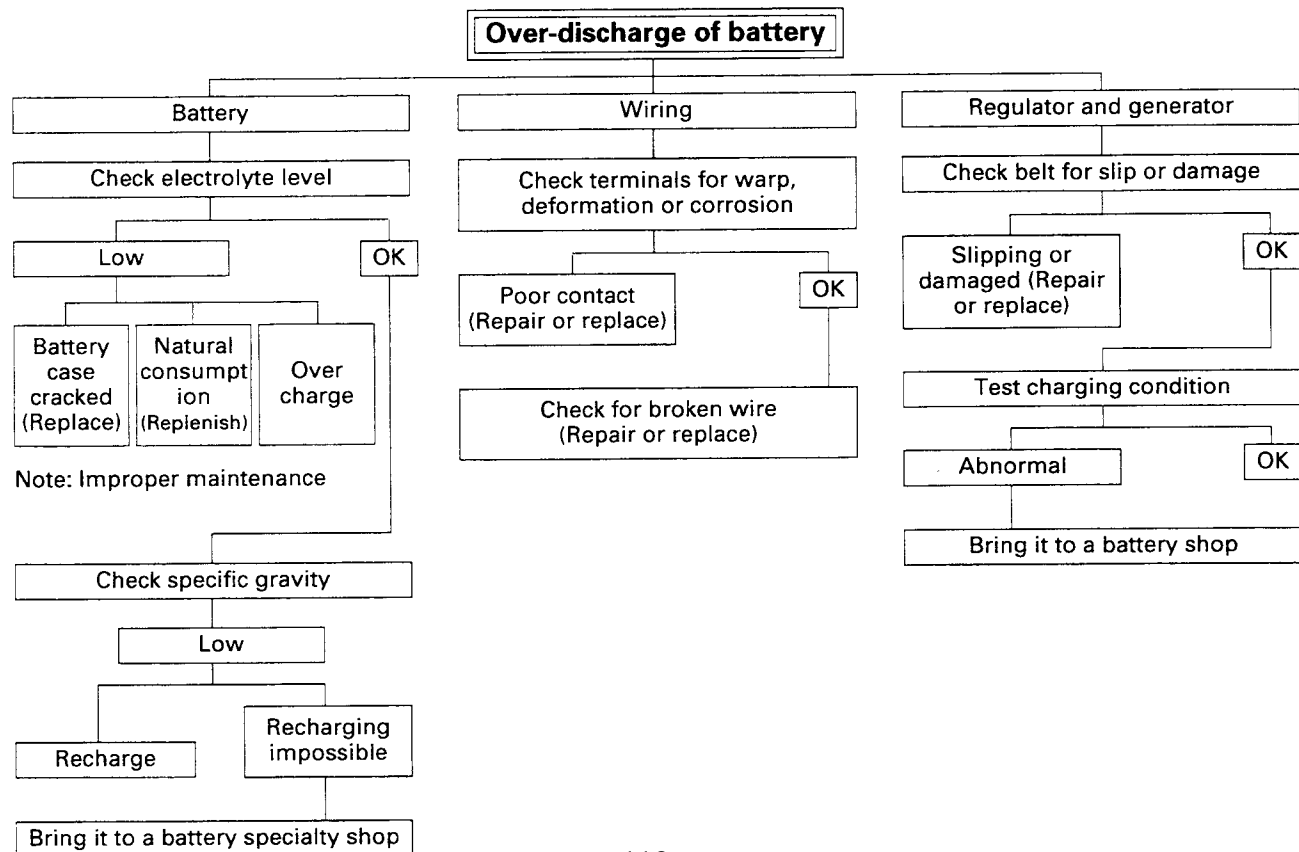 Over-discharge of battery
Battery
Check electrolyte level
Low
OK
Battery
case
cracked
(Replace)
Natural
consumpt
ion
(Replenish)
Over
charge
Note: Improper maintenance
Check specific gravity
Low
Recharge
Recharging
impossible
Bring it to a battery specialty shop
Wiring
Check terminals for warp,
deformation or corrosion
Poor contact
(Repair or replace)
OK
Check for broken wire
(Repair or replace)
Regulator and generator
Check belt for slip or damage
Slipping or
damaged (Repair
or replace)
OK
Test charging condition
Abnormal
OK
Bring it to a battery shop